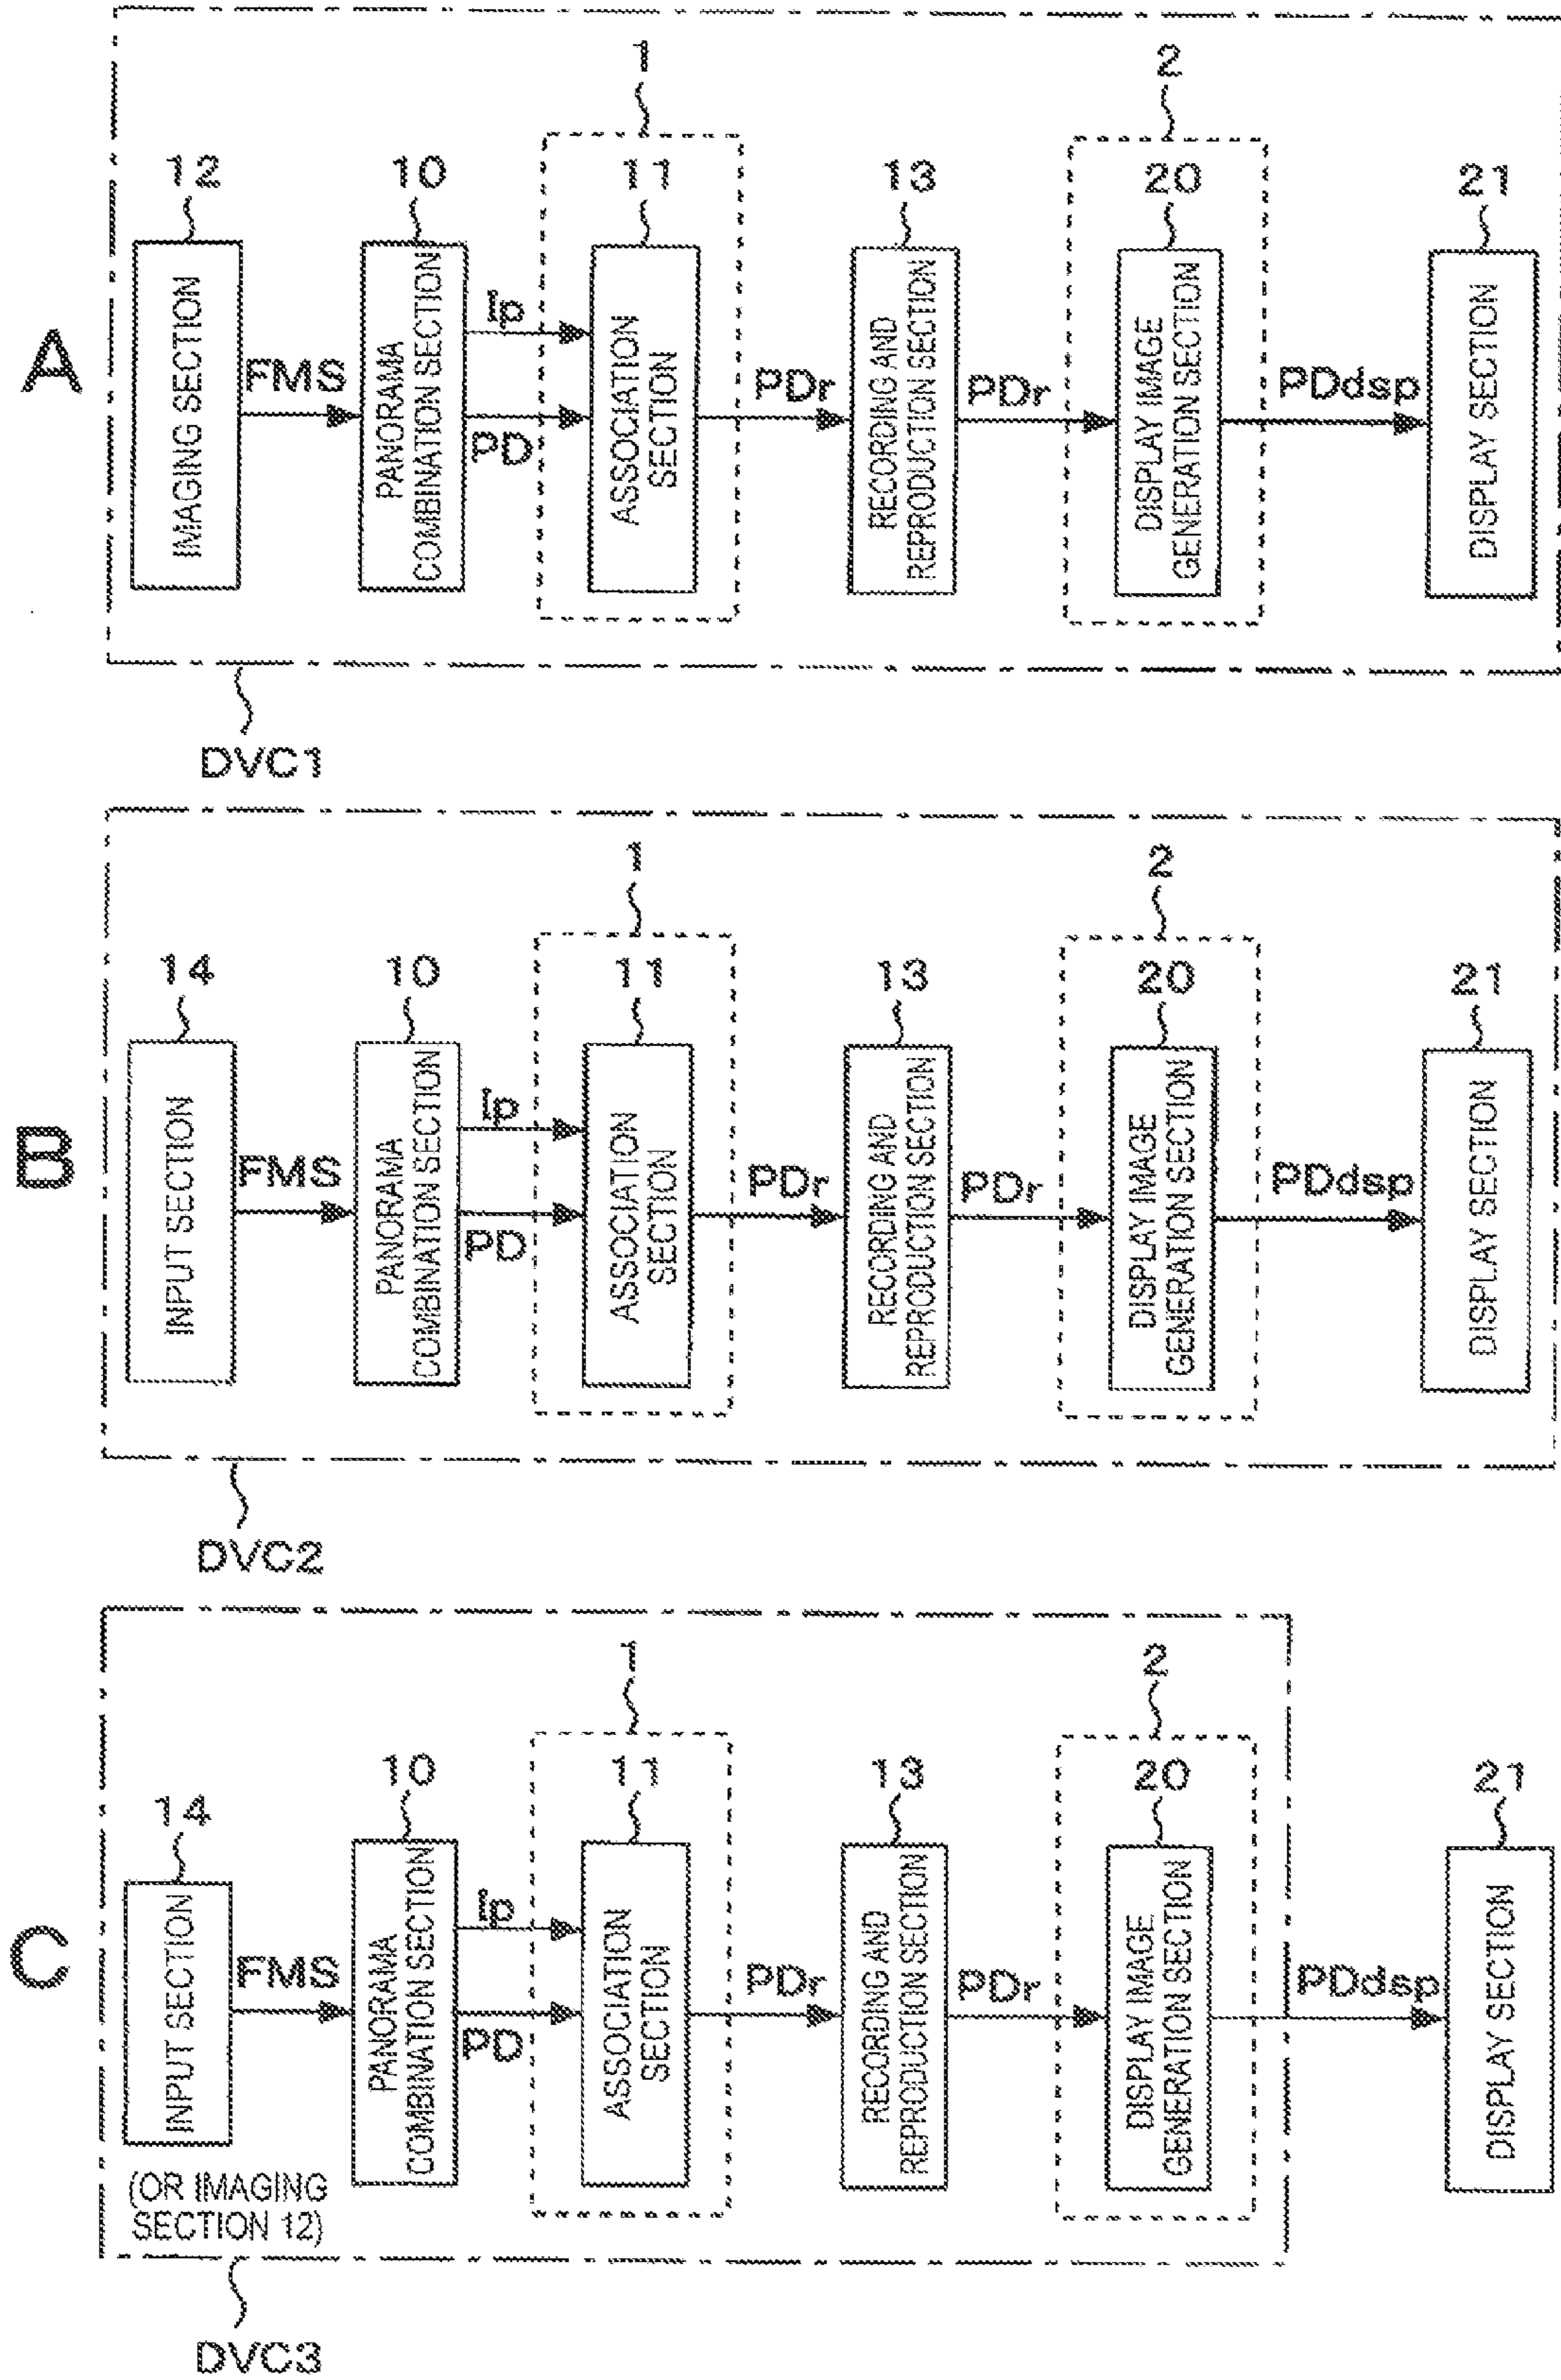 A
1
2
12
10
11
13
20
21
IMAGING SECTION
FMS
PANORAMA
COMBINATION SECTION
Ip
PD
ASSOCIATION
SECTION
PDr
RECORDING AND
REPRODUCTION SECTION
PDr
DISPLAY IMAGE
GENERATION SECTION
PDdsp
DISPLAY SECTION
DVC1
B
1
2
14
10
11
13
20
21
INPUT SECTION
FMS
PANORAMA
COMBINATION SECTION
Ip
PD
ASSOCIATION
SECTION
PDr
RECORDING AND
REPRODUCTION SECTION
PDr
DISPLAY IMAGE
GENERATION SECTION
PDdsp
DISPLAY SECTION
DVC2
C
1
2
14
10
11
13
20
21
INPUT SECTION
FMS
PANORAMA
COMBINATION SECTION
Ip
PD
ASSOCIATION
SECTION
PDr
RECORDING AND
REPRODUCTION SECTION
PDr
DISPLAY IMAGE
GENERATION SECTION
PDdsp
DISPLAY SECTION
(OR IMAGING
SECTION 12)
DVC3